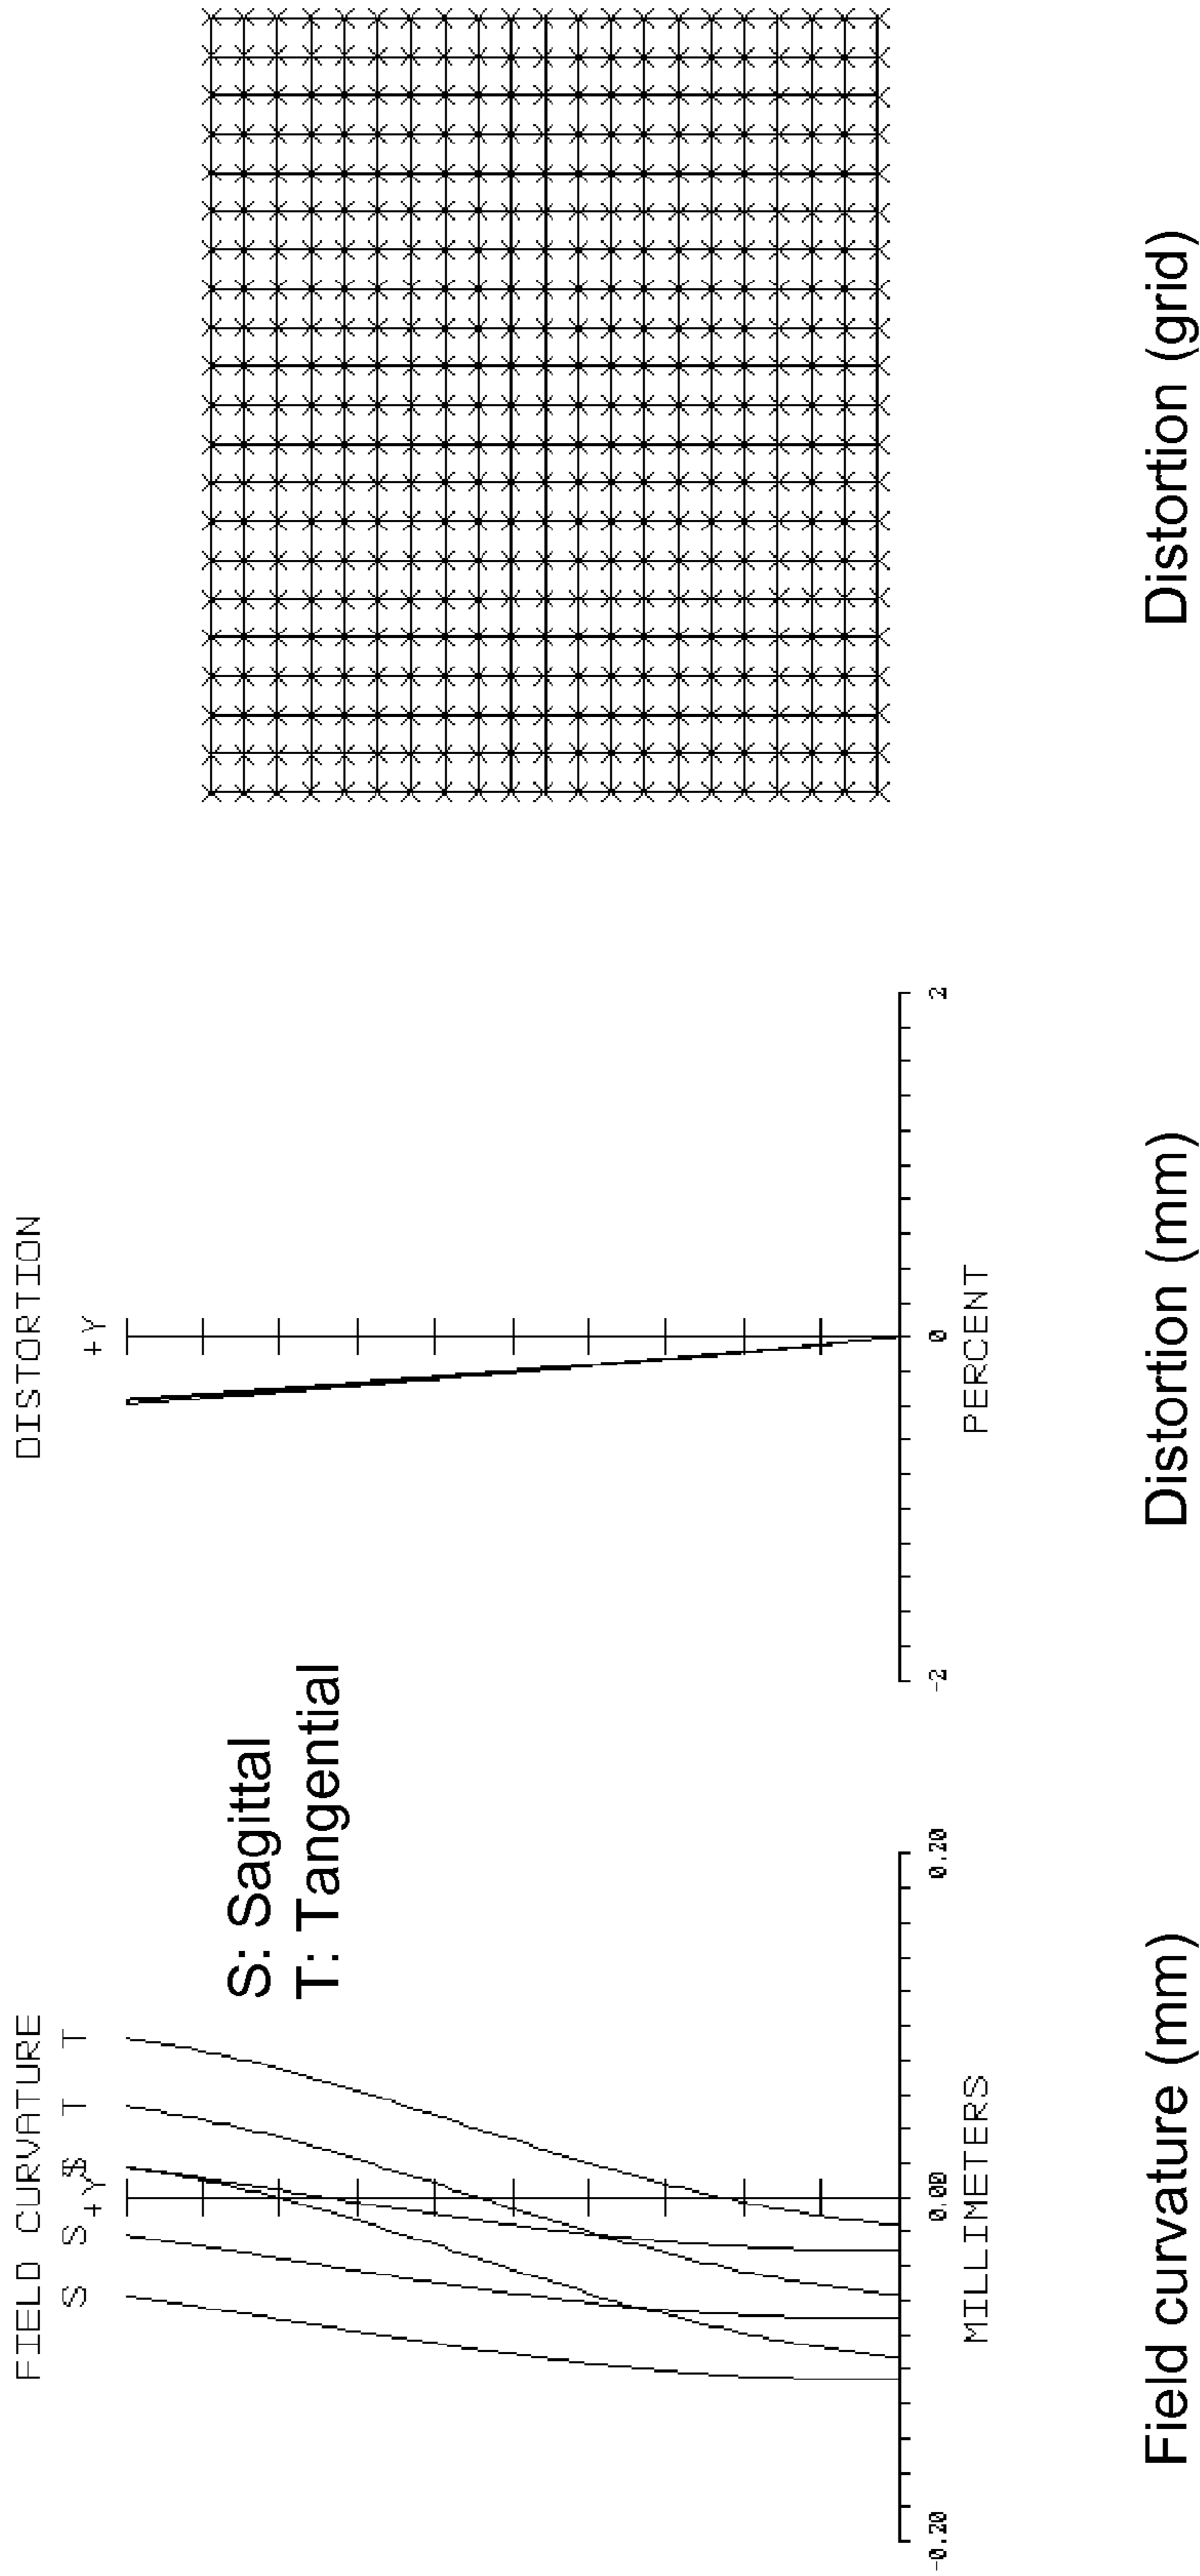 FIELD CURVATURE
S S $ T T
+Y
S: Sagittal
T: Tangential
-0.20 0.00 0.20
MILLIMETERS
Field curvature (mm)
DISTORTION
+Y
-2 0 2
PERCENT
Distortion (mm)
Distortion (grid)